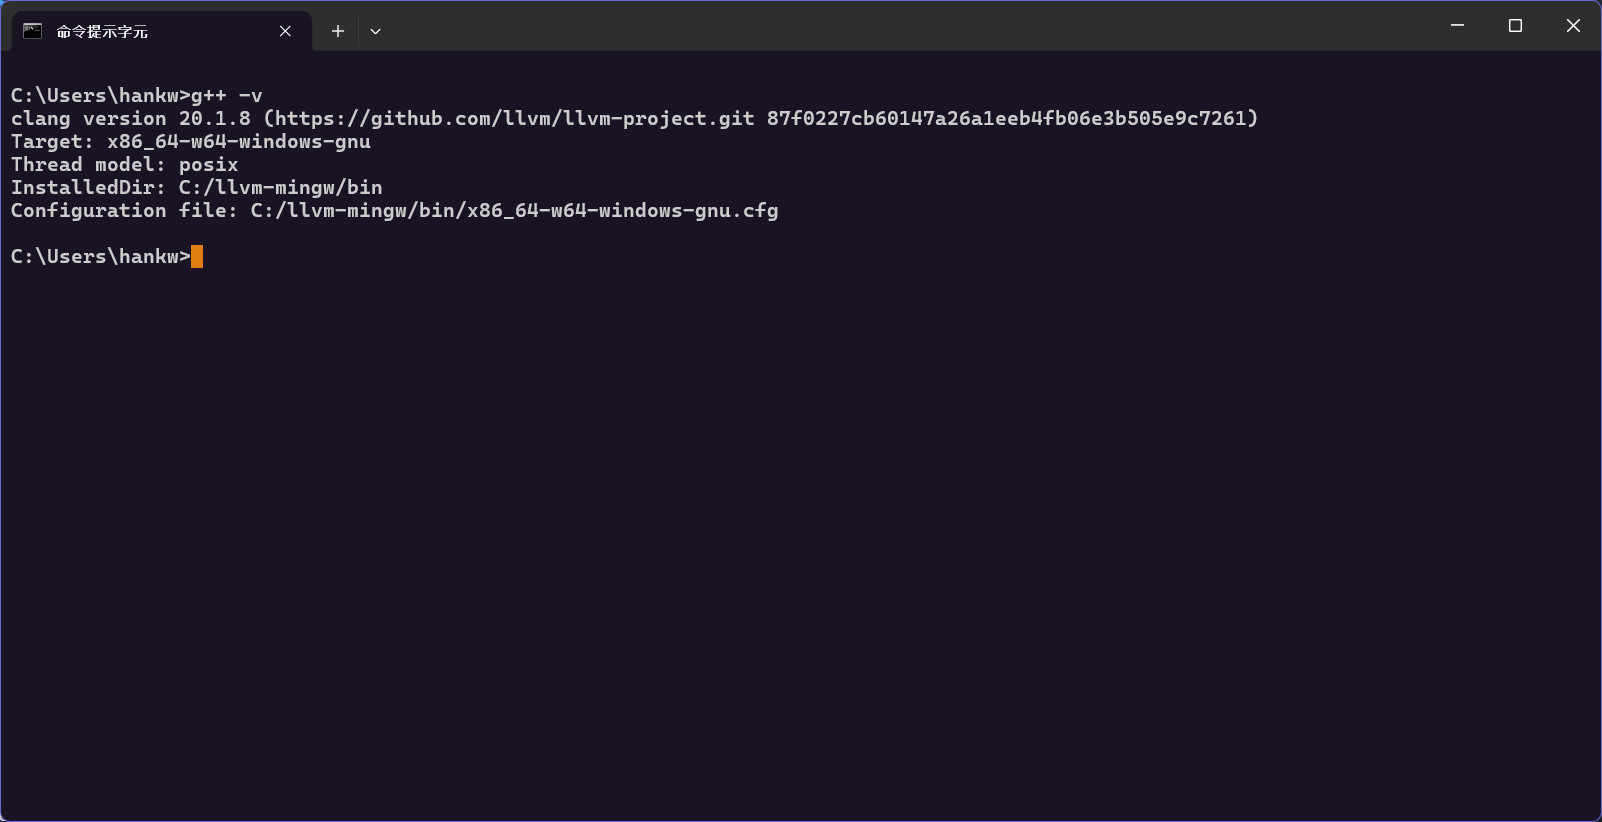 命令提示字元
C:\Users\hankw>g++ -v
clang version 20.1.8 (https://github.com/llvm/llvm-project.git 87f0227cb60147a26a1eeb4fb06e3b505e9c7261)
Target: x86_64-w64-windows-gnu
Thread model: posix
InstalledDir: C:/llvm-mingw/bin
Configuration file: C:/llvm-mingw/bin/x86_64-w64-windows-gnu.cfg
C:\Users\hankw>